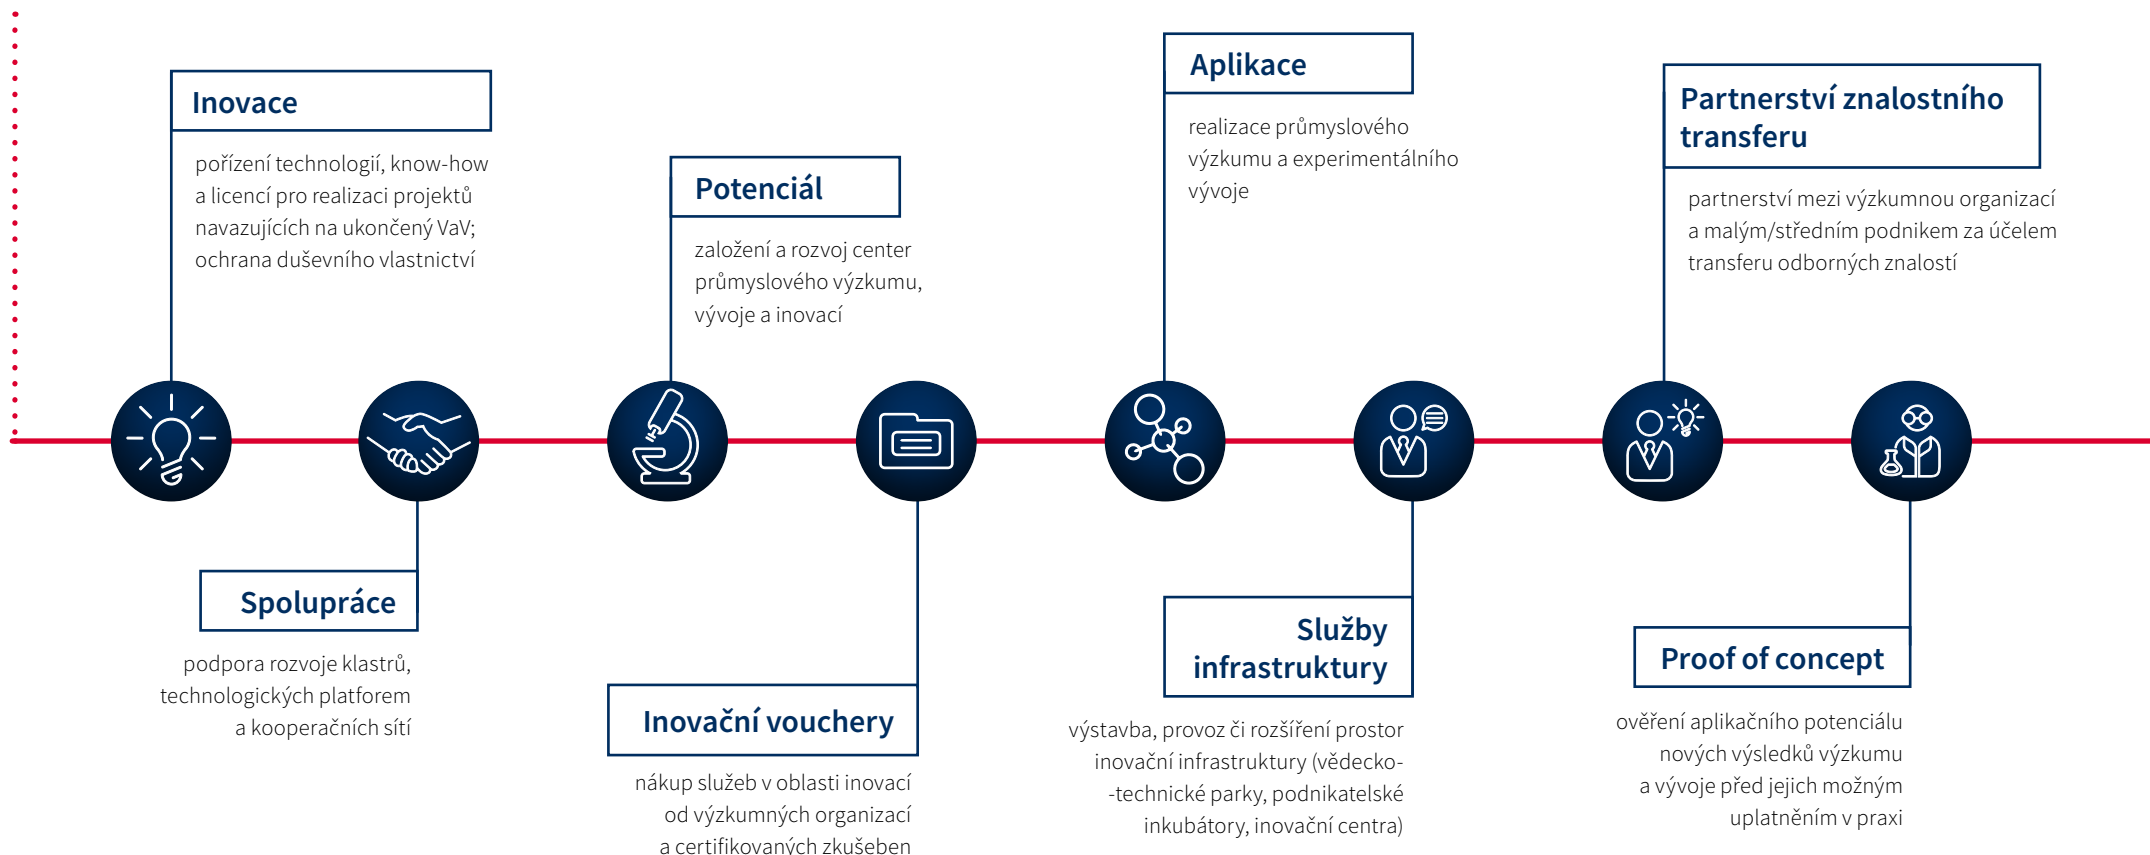 Inovace
pořízení technologií, know-how
a licencí pro realizaci projektů
navazujících na ukončený VaV;
ochrana duševního vlastnictví
Spolupráce
podpora rozvoje klastrů,
technologických platforem
a kooperačních sítí
Potenciál
založení a rozvoj center
průmyslového výzkumu,
vývoje a inovací
Inovační vouchery
nákup služeb v oblasti inovací
od výzkumných organizací
a certifikovaných zkušeben
Aplikace
realizace průmyslového
výzkumu a experimentálního
vývoje
Služby
infrastruktury
výstavba, provoz či rozšíření prostor
inovační infrastruktury (vědecko-
-technické parky, podnikatelské
inkubátory, inovační centra)
Partnerství znalostního
transferu
partnerství mezi výzkumnou organizací
a malým/středním podnikem za účelem
transferu odborných znalostí
Proof of concept
ověření aplikačního potenciálu
nových výsledků výzkumu
a vývoje před jejich možným
uplatněním v praxi